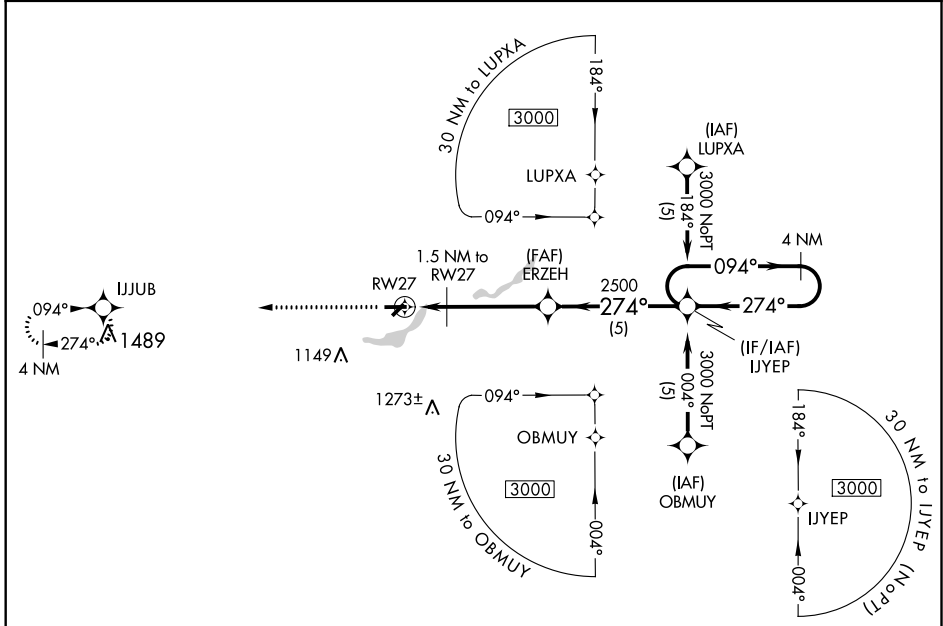 30 NM to LUPXA
184°
3000
LUPXA
094°
(IAF)
LUPXA
3000 NoPT
184°
(5)
4 NM
094°
274°
1.5 NM to
RW27
(FAF)
ERZEH
RW27
2500
274°
(5)
IJJUB
094°
1489
274°
4 NM
1149
(IF/IAF)
IJYEP
1273±
094°
OBMUY
3000
30 NM to OBMUY
004°
3000 NoPT
004°
(5)
(IAF)
OBMUY
184°
3000
IJYEP
004°
30 NM to IJYEP (NoPT)